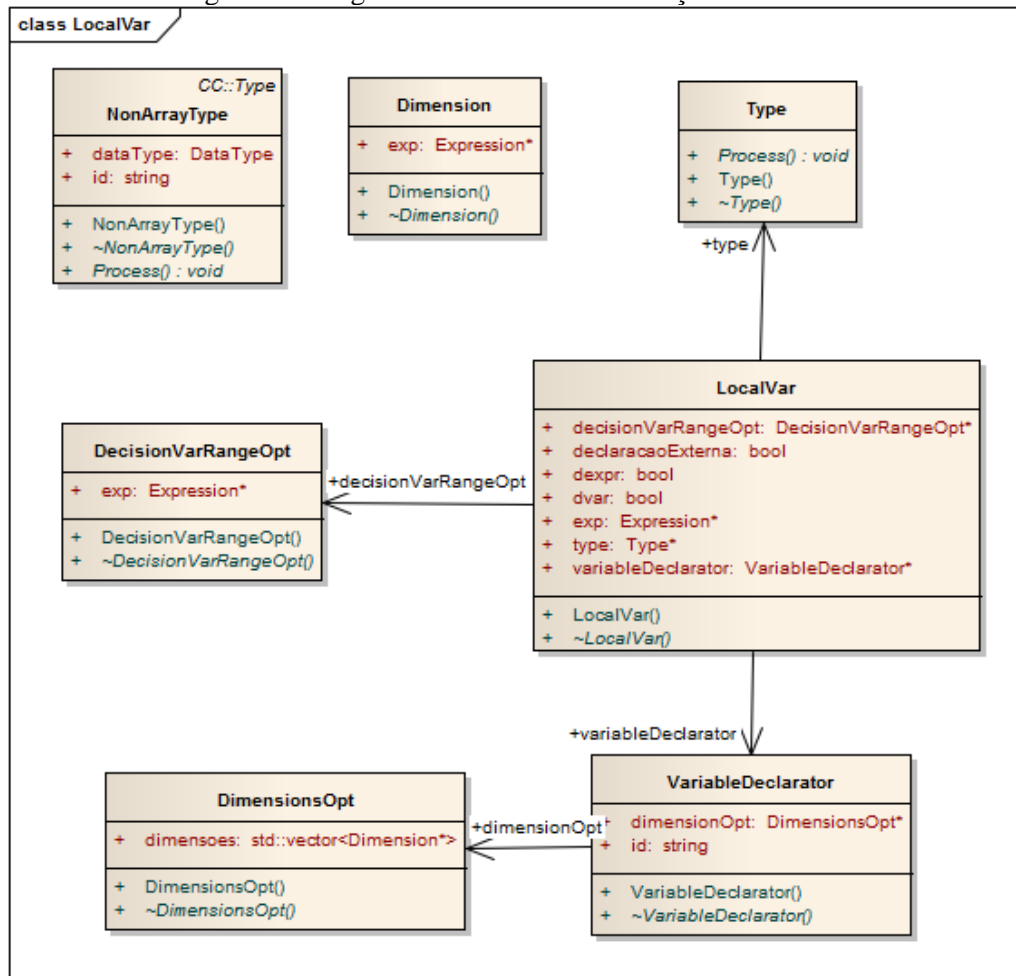 class LocalVar
CC::Type
NonArrayType
+ dataType: DataType
+ id: string
+ NonArrayType()
+ ~NonArrayType()
+ Process() : void
Dimension
+ exp: Expression*
+ Dimension()
+ ~Dimension()
Type
+ Process() : void
+ Type()
+ ~Type()
+type
LocalVar
+ decisionVarRangeOpt: DecisionVarRangeOpt*
+ declaracaoExterna: bool
+ dexpr: bool
+ dvar: bool
+ exp: Expression*
+ type: Type*
+ variableDeclarator: VariableDeclarator*
+ LocalVar()
+ ~LocalVar()
DecisionVarRangeOpt
+ exp: Expression*
+ DecisionVarRangeOpt()
+ ~DecisionVarRangeOpt()
+decisionVarRangeOpt
+variableDeclarator
DimensionsOpt
+ dimensoes: std::vector<Dimension*>
+ DimensionsOpt()
+ ~DimensionsOpt()
+dimensionOpt
VariableDeclarator
+ dimensionOpt: DimensionsOpt*
+ id: string
+ VariableDeclarator()
+ ~VariableDeclarator()